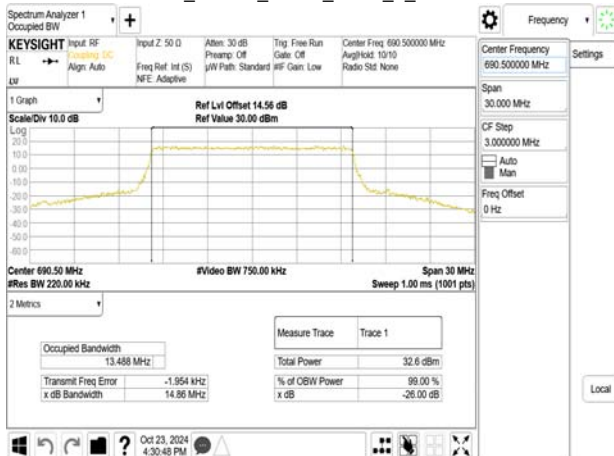 Spectrum Analyzer 1
Occupied BW
Frequency
KEYSIGHT
RL
Input: RF
Coupling: DC
Align: Auto
Input Z: 50 Ω
Freq Ref: Int (S)
NFE: Adaptive
Atten: 30 dB
Preamp: Off
µW Path: Standard
Trig: Free Run
Gate: Off
#IF Gain: Low
Center Freq: 690.500000 MHz
Avg|Hold: 10/10
Radio Std: None
Center Frequency
690.500000 MHz
Settings
Span
30.000 MHz
CF Step
3.000000 MHz
Auto
Man
Freq Offset
0 Hz
Local
1 Graph
Scale/Div 10.0 dB
Ref Lvl Offset 14.56 dB
Ref Value 30.00 dBm
Log
20.0
10.0
0.00
-10.0
-20.0
-30.0
-40.0
-50.0
-60.0
Center 690.50 MHz
#Res BW 220.00 kHz
#Video BW 750.00 kHz
Span 30 MHz
Sweep 1.00 ms (1001 pts)
2 Metrics
Measure Trace Trace 1
Occupied Bandwidth
13.488 MHz
Total Power 32.6 dBm
Transmit Freq Error -1.954 kHz
% of OBW Power 99.00 %
x dB Bandwidth 14.86 MHz
x dB -26.00 dB
Oct 23, 2024
4:30:48 PM